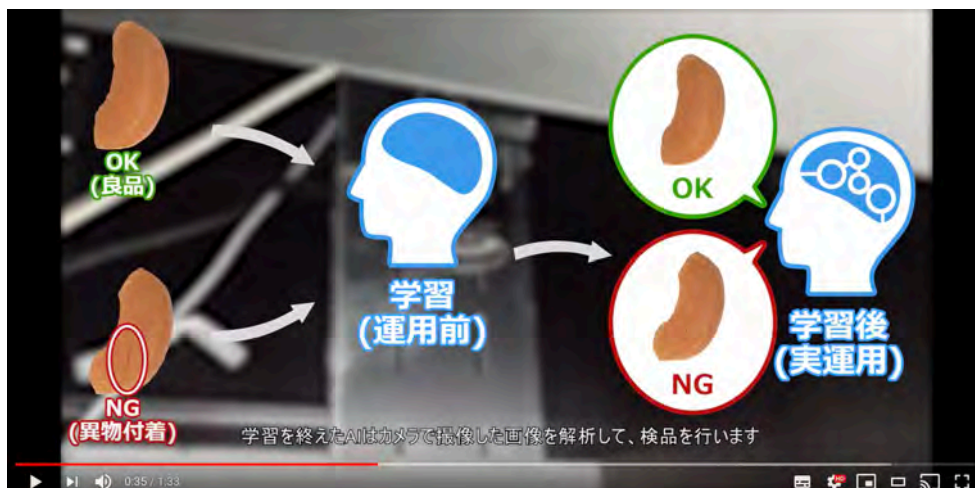 OK
(良品)
NG
(異物付着)
学習
(運用前)
OK
NG
学習後
(実運用)
学習を終えたAIはカメラで撮像した画像を解析して、検品を行います
0:35 / 1:33
HD